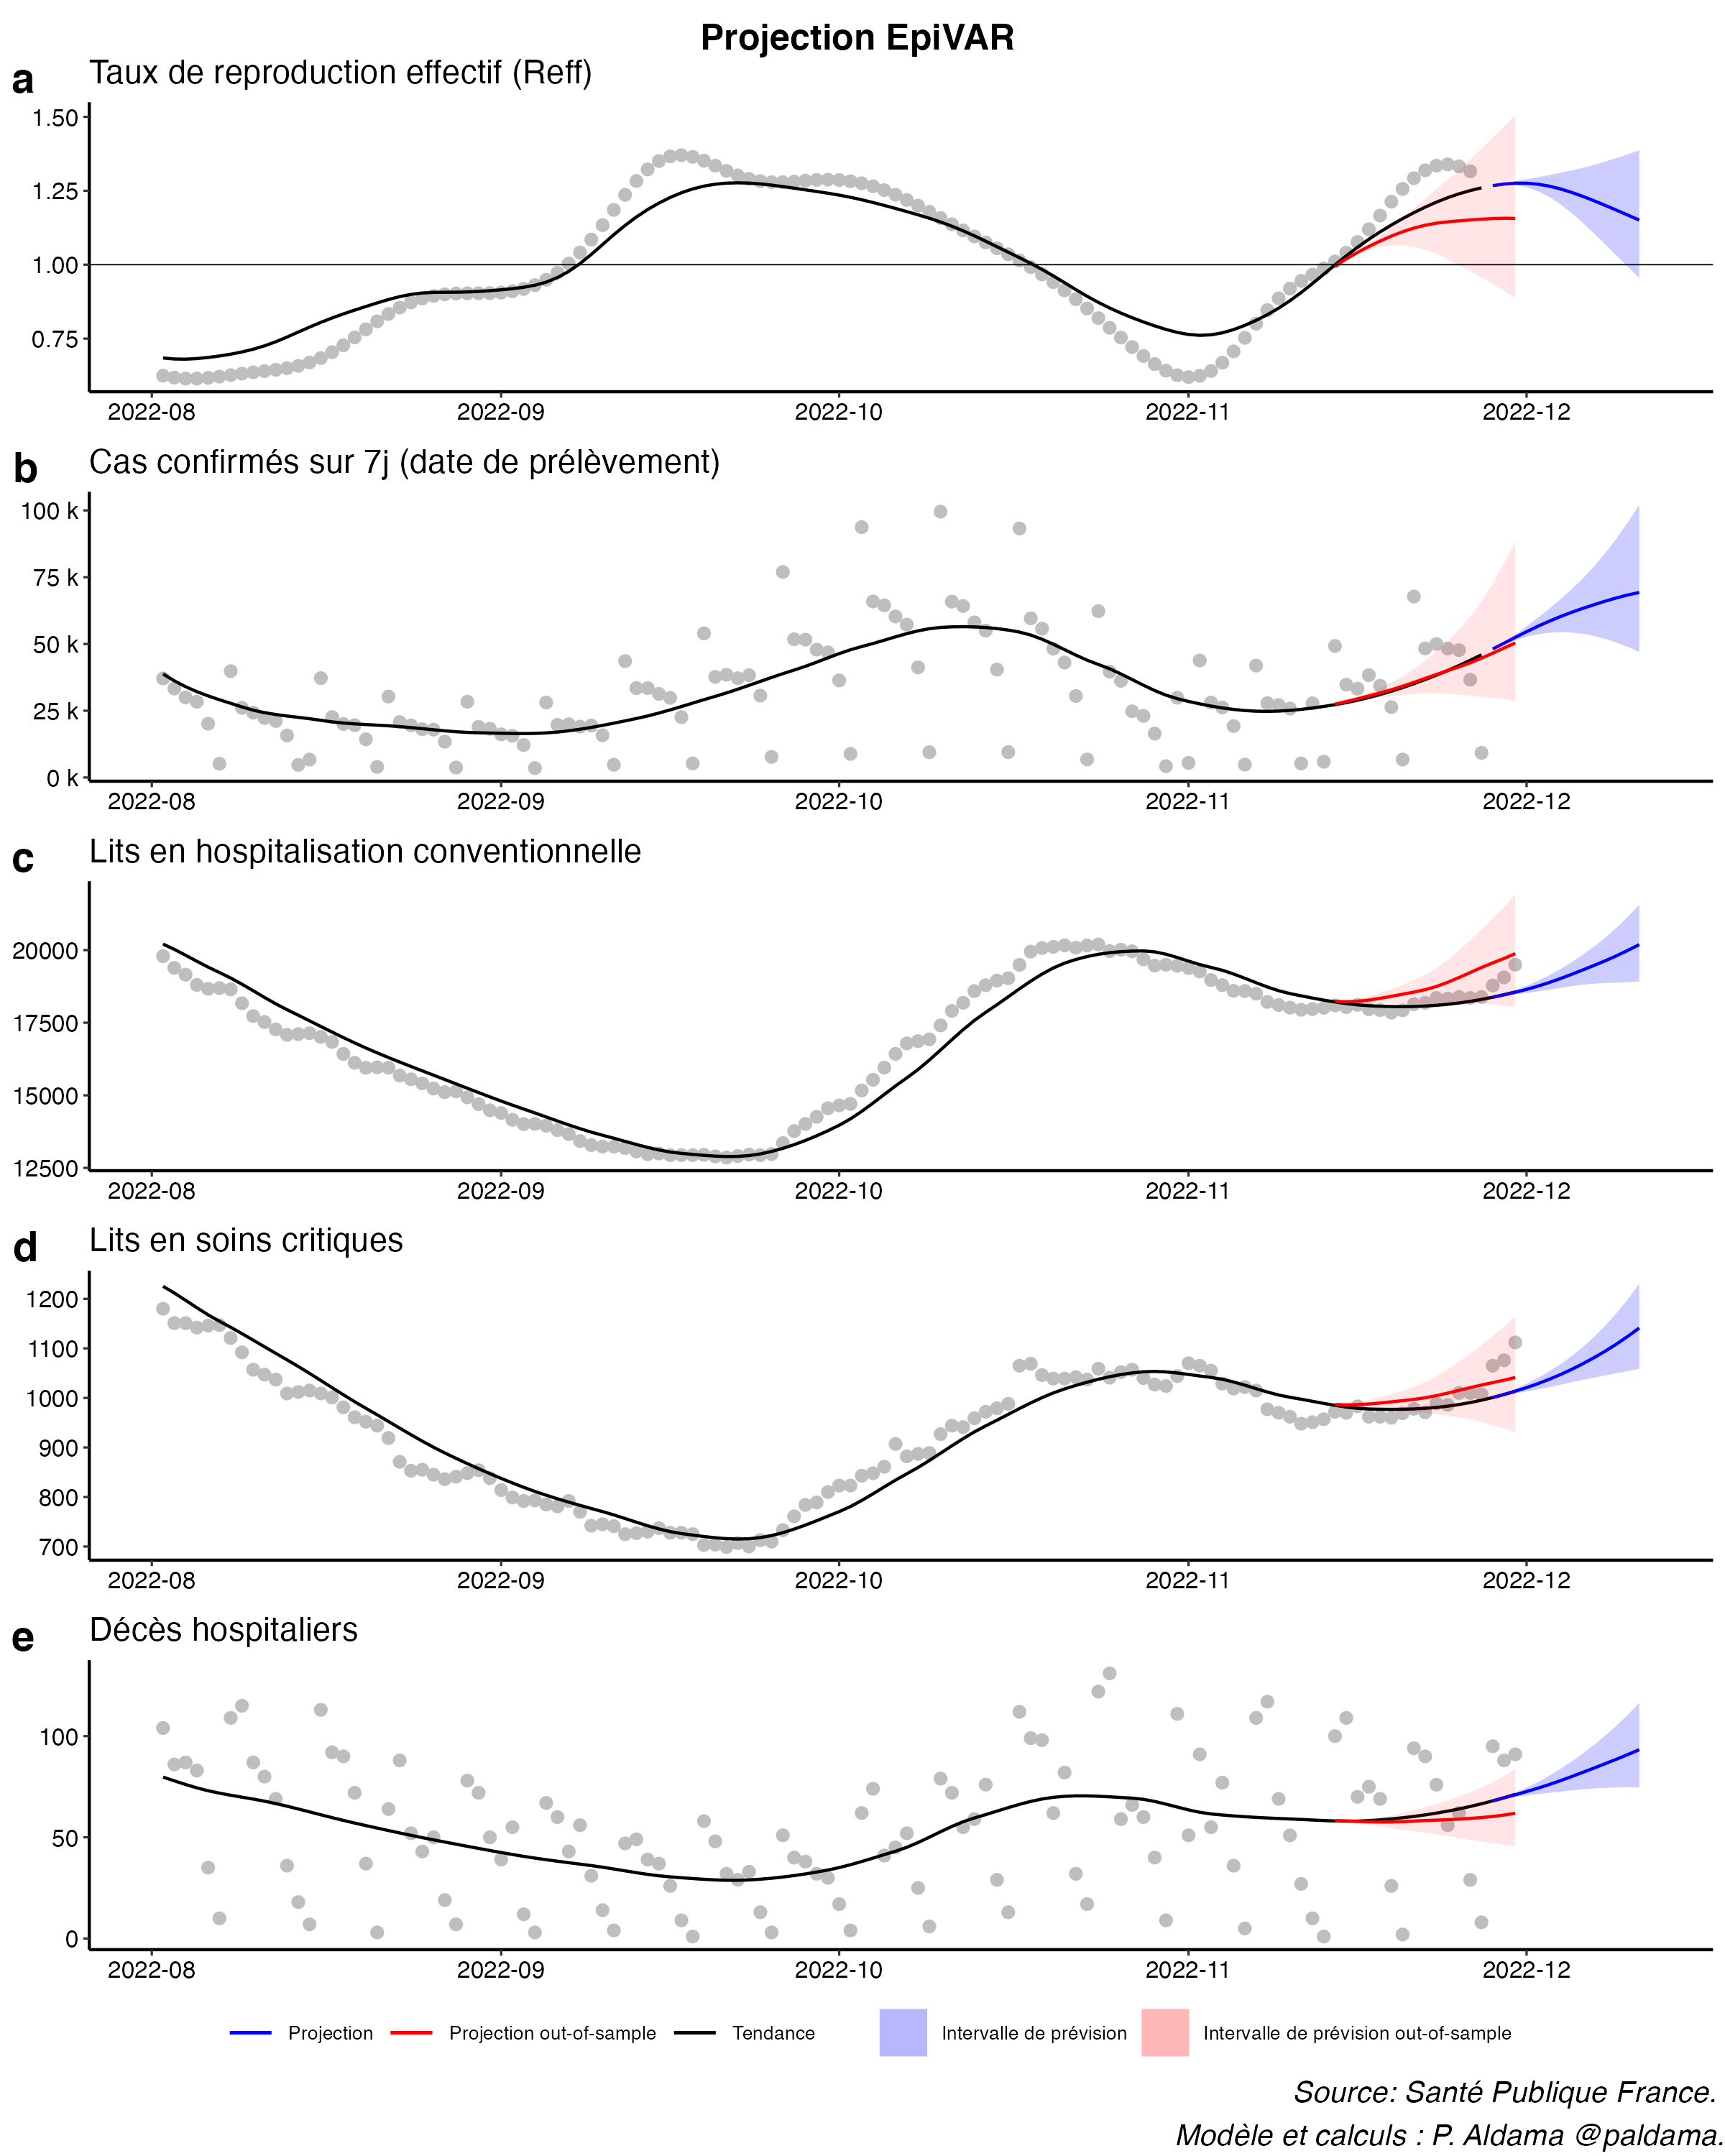 Projection EpiVAR
a
Taux de reproduction effectif (Reff)
1.50
1.25
1.00
0.75
2022-08 2022-09 2022-10 2022-11 2022-12
b
Cas confirmés sur 7j (date de prélèvement)
100 k
75 k
50 k
25 k
0 k
2022-08 2022-09 2022-10 2022-11 2022-12
c
Lits en hospitalisation conventionnelle
20000
17500
15000
12500
2022-08 2022-09 2022-10 2022-11 2022-12
d
Lits en soins critiques
1200
1100
1000
900
800
700
2022-08 2022-09 2022-10 2022-11 2022-12
e
Décès hospitaliers
100
50
0
2022-08 2022-09 2022-10 2022-11 2022-12
Projection Projection out-of-sample Tendance Intervalle de prévision Intervalle de prévision out-of-sample
Source: Santé Publique France.
Modèle et calculs : P. Aldama @paldama.